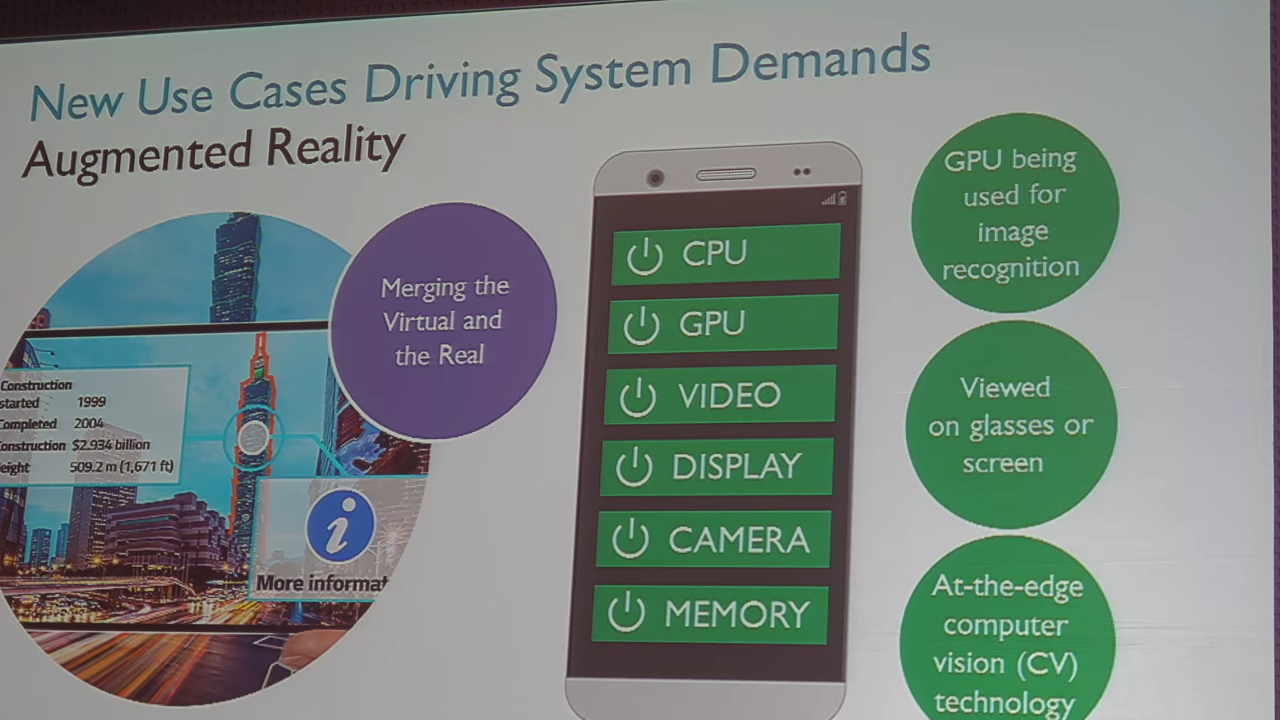 New Use Cases Driving System Demands
Augmented Reality
Merging the
Virtual and
the Real
Construction
started 1999
Completed 2004
Construction $2.934 billion
eight 509.2 m (1,671 ft)
More informat
CPU
GPU
VIDEO
DISPLAY
CAMERA
MEMORY
GPU being
used for
image
recognition
Viewed
on glasses or
screen
At-the-edge
computer
vision (CV)
technology